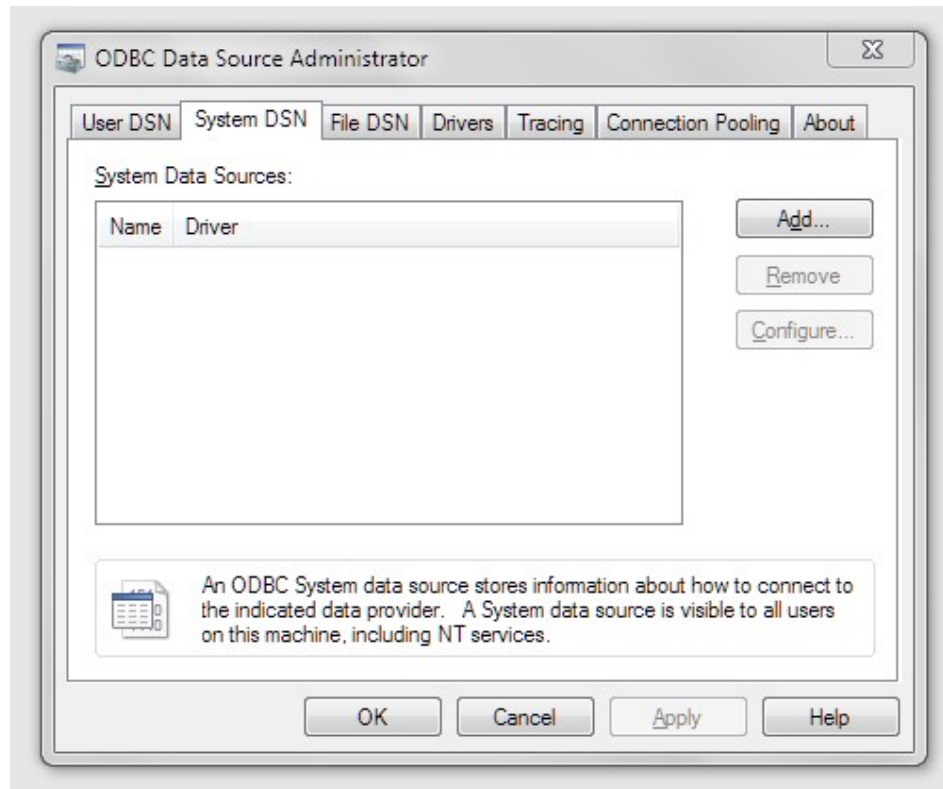 ODBC Data Source Administrator
User DSN System DSN File DSN Drivers Tracing Connection Pooling About
System Data Sources:
Name Driver
Add...
Remove
Configure...
An ODBC System data source stores information about how to connect to
the indicated data provider. A System data source is visible to all users
on this machine, including NT services.
OK Cancel Apply Help